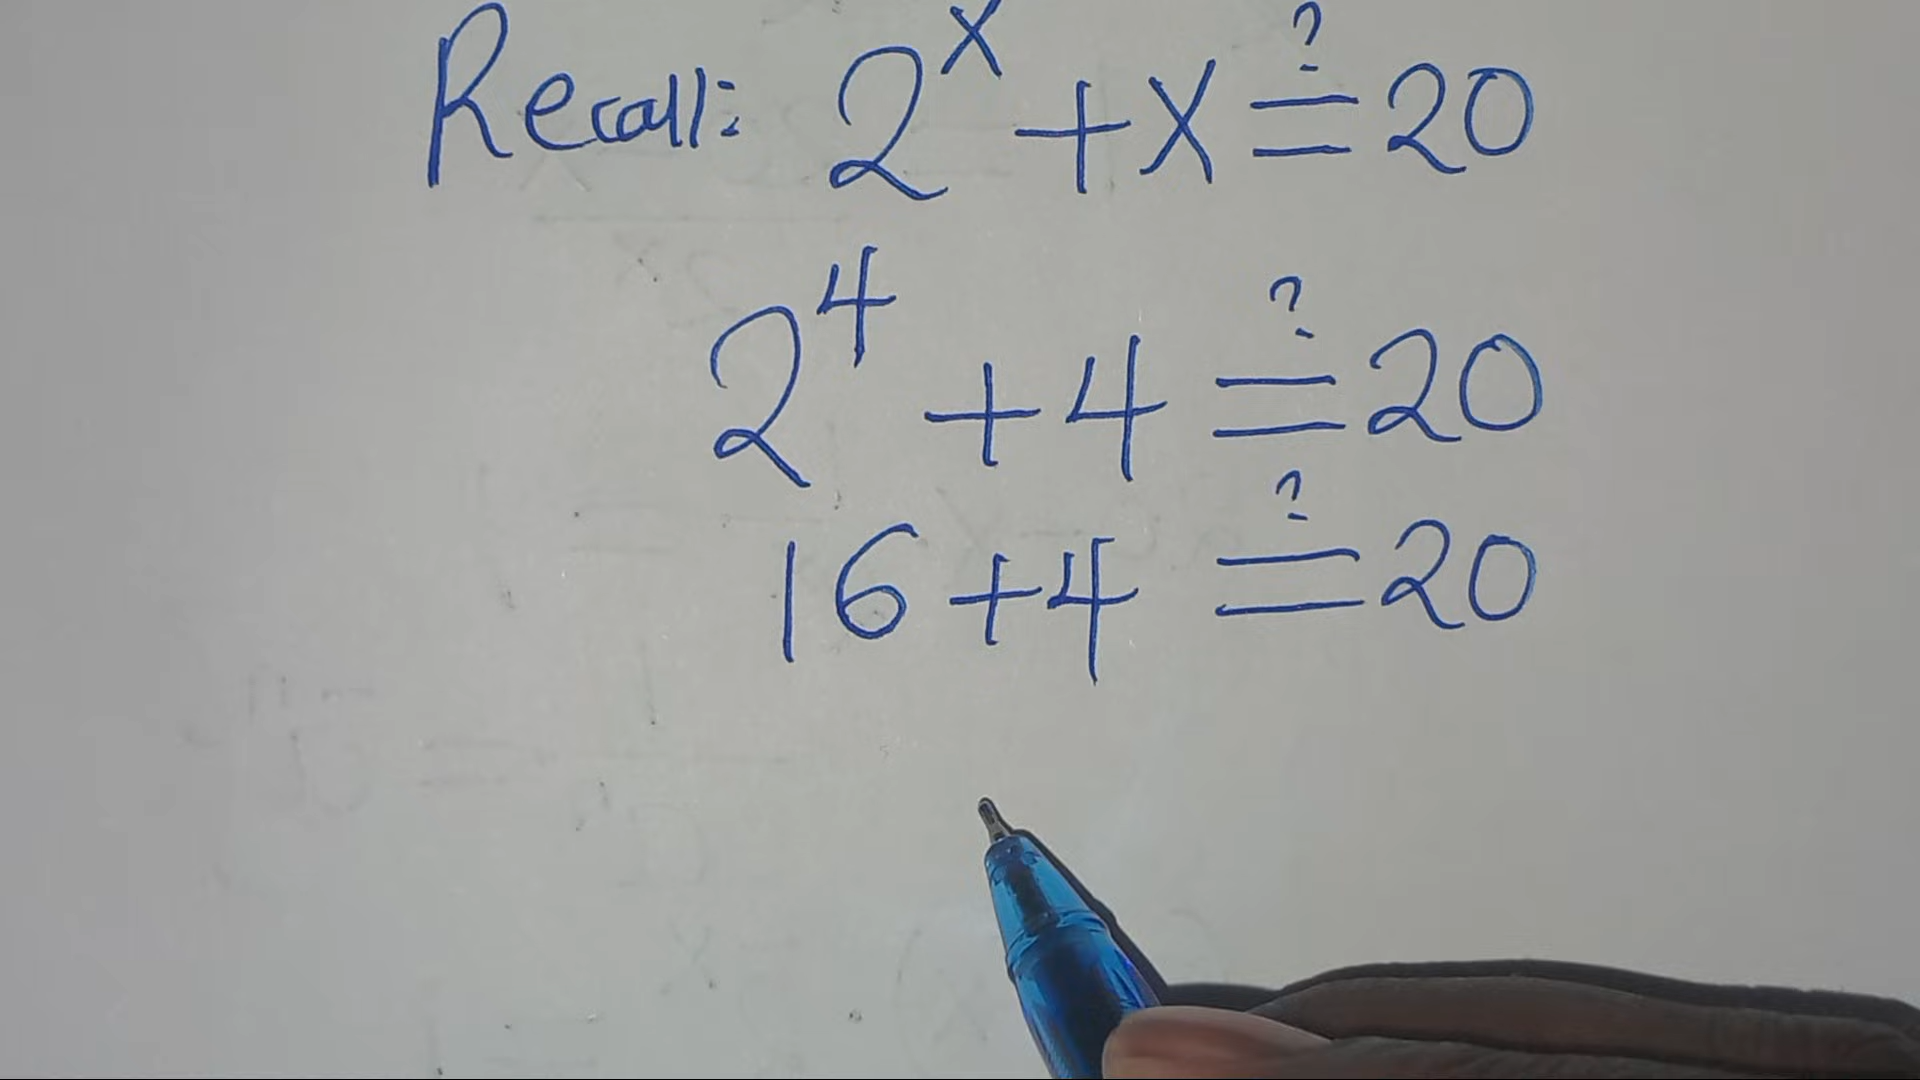 Recall: 2^x + x ≟ 20
2^4 + 4 ≟ 20
16 + 4 ≟ 20